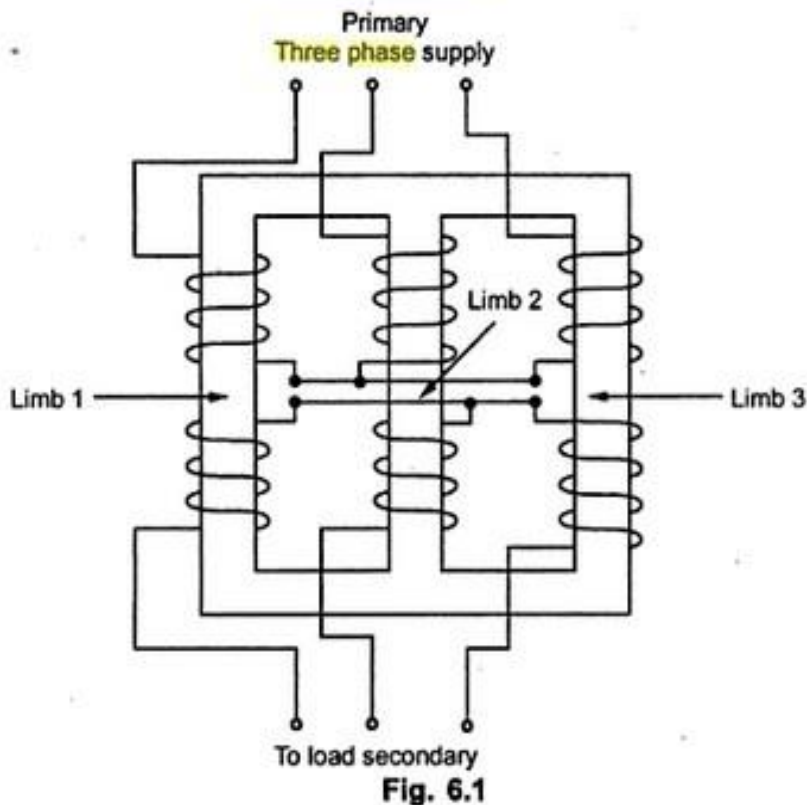 Primary
Three phase supply
Limb 2
Limb 1
Limb 3
To load secondary
Fig. 6.1